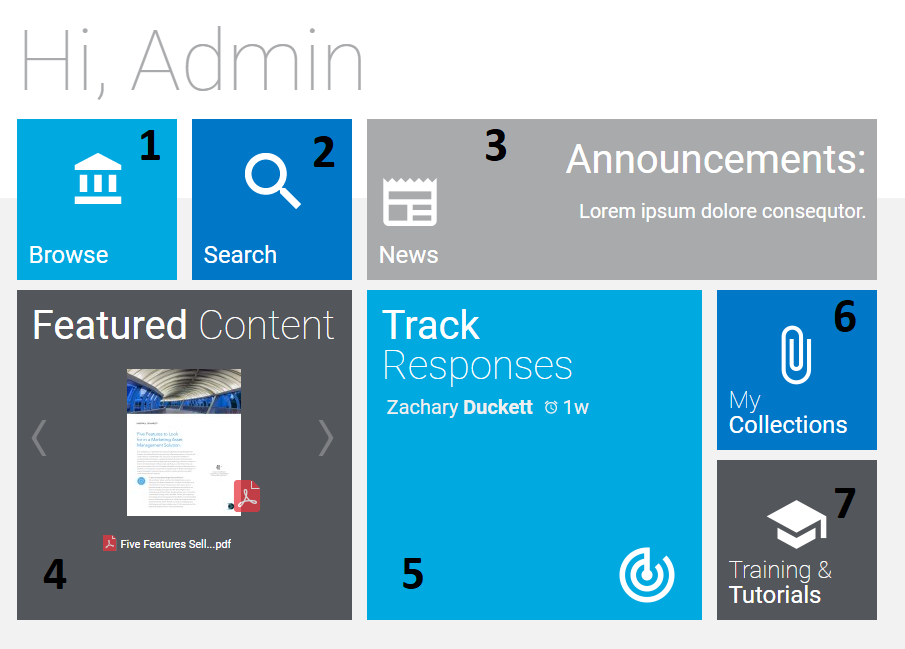 Hi, Admin
1
Browse
2
Search
3
News
Announcements:
Lorem ipsum dolore consequtor.
Featured Content
Five Features to Look
for in a Marketing Asset
Management Solution
Five Features Sell...pdf
4
Track
Responses
Zachary Duckett 1w
5
6
My
Collections
7
Training &
Tutorials